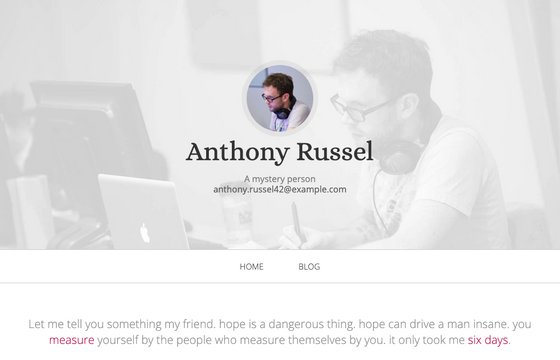 Anthony Russel
A mystery person
anthony.russel42@example.com
HOME BLOG
Let me tell you something my friend. hope is a dangerous thing. hope can drive a man insane. you
measure yourself by the people who measure themselves by you. it only took me six days.